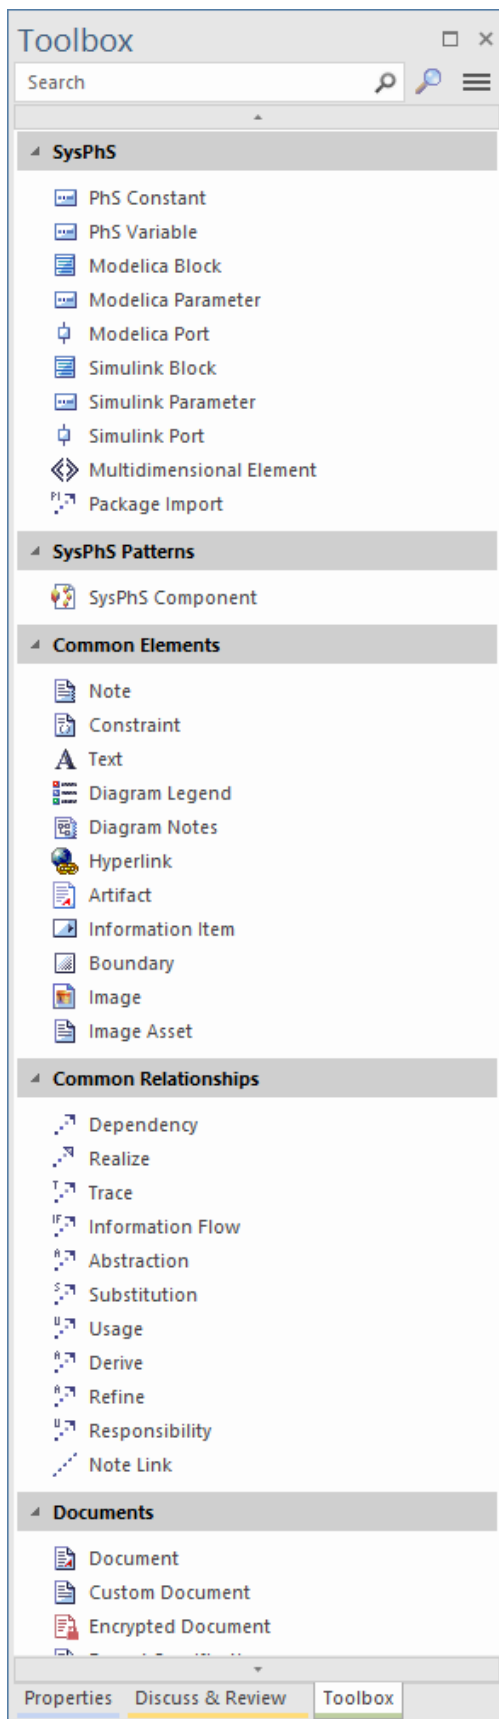 Toolbox
Search
SysPhS
PhS Constant
PhS Variable
Modelica Block
Modelica Parameter
Modelica Port
Simulink Block
Simulink Parameter
Simulink Port
Multidimensional Element
Package Import
SysPhS Patterns
SysPhS Component
Common Elements
Note
Constraint
Text
Diagram Legend
Diagram Notes
Hyperlink
Artifact
Information Item
Boundary
Image
Image Asset
Common Relationships
Dependency
Realize
Trace
Information Flow
Abstraction
Substitution
Usage
Derive
Refine
Responsibility
Note Link
Documents
Document
Custom Document
Encrypted Document
Properties Discuss & Review Toolbox